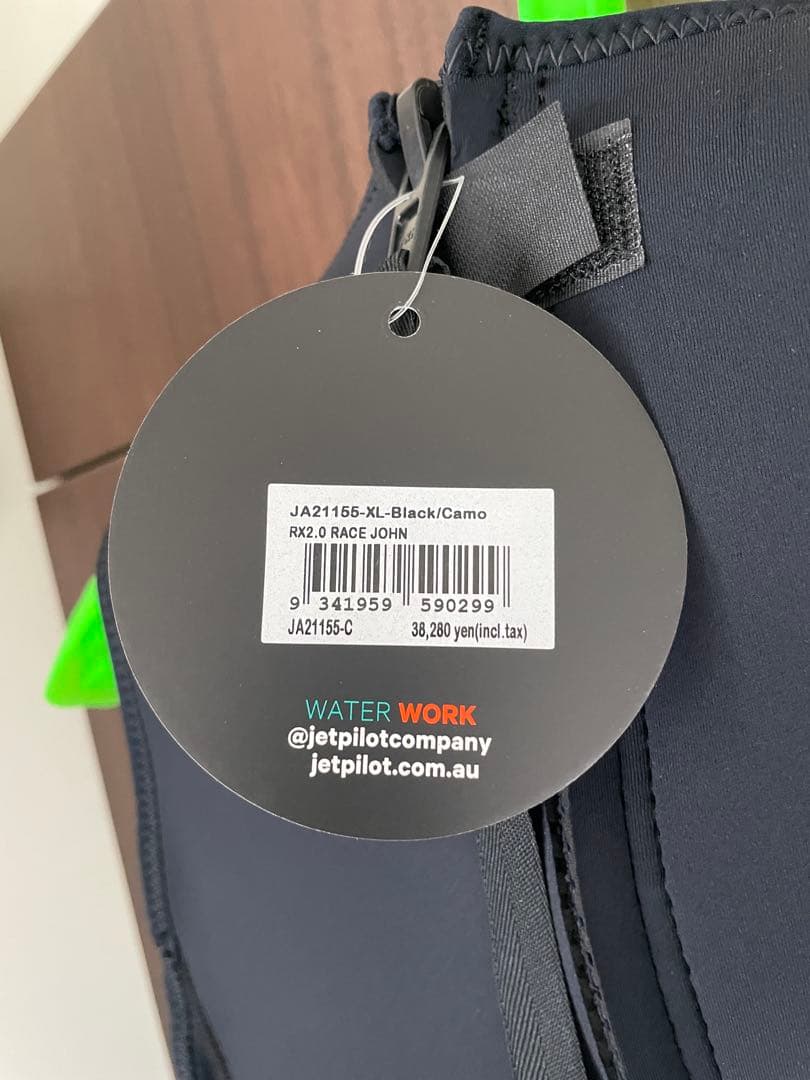 JA21155-XL-Black/Camo
RX2.0 RACE JOHN
9 341959 590299
JA21155-C 38,280 yen(incl.tax)
WATER WORK
@jetpilotcompany
jetpilot.com.au